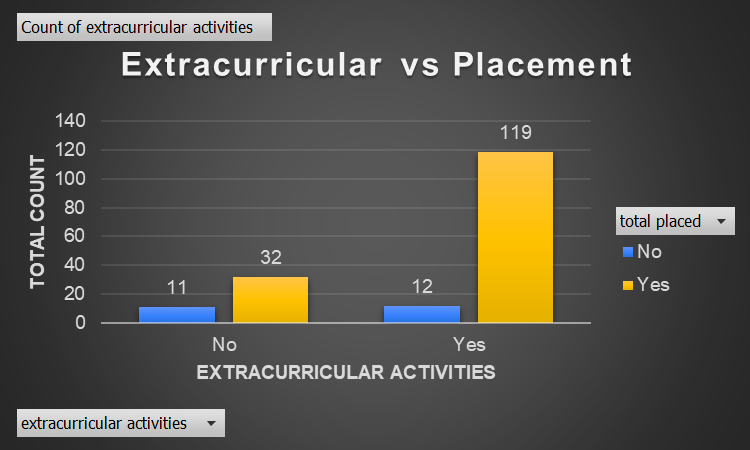 Count of extracurricular activities
Extracurricular vs Placement
TOTAL COUNT
140
120
100
80
60
40
20
0
11
32
12
119
No
Yes
EXTRACURRICULAR ACTIVITIES
total placed
No
Yes
extracurricular activities